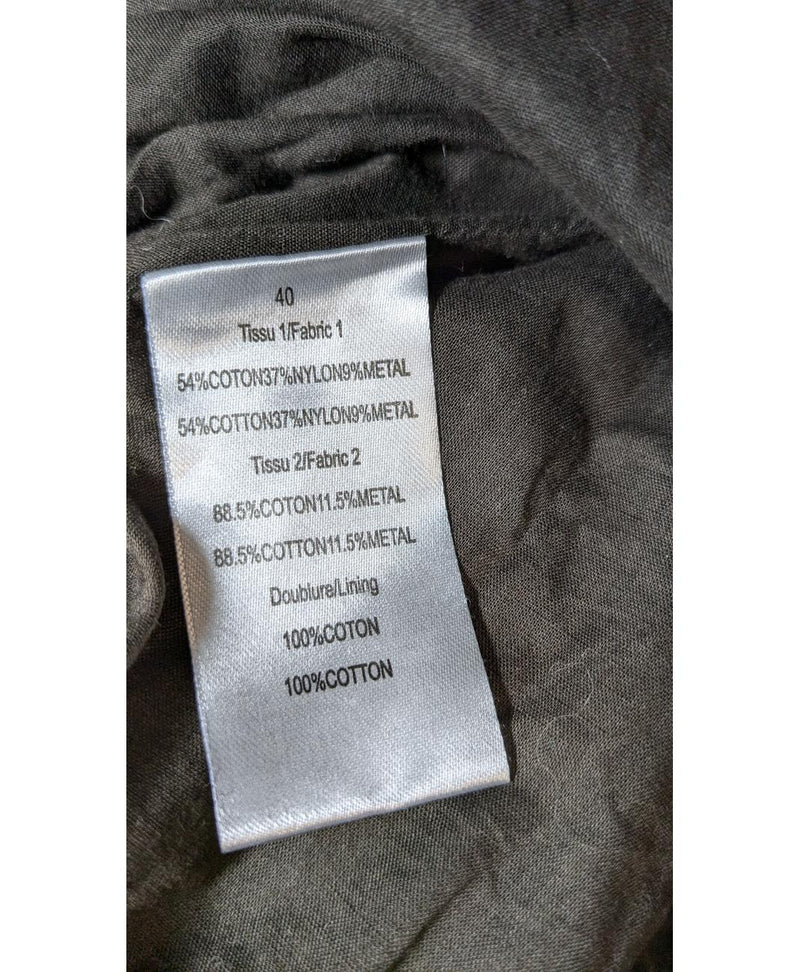 40
Tissu 1/Fabric 1
54%COTON37%NYLON9%METAL
54%COTTON37%NYLON9%METAL
Tissu 2/Fabric 2
88.5%COTON11.5%METAL
88.5%COTTON11.5%METAL
Doublure/Lining
100%COTON
100%COTTON